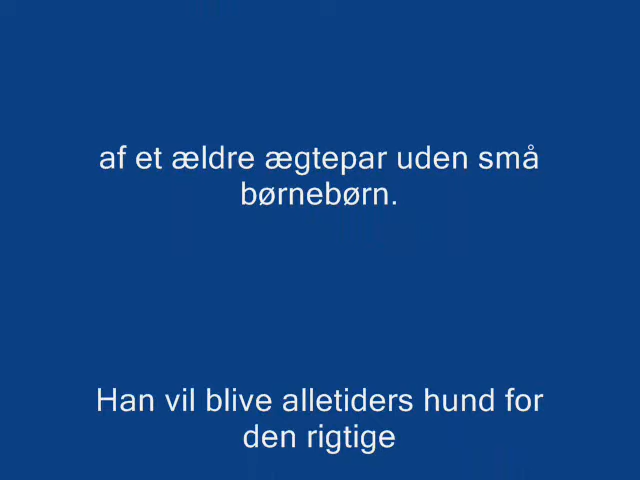 af et ældre ægtepar uden små
børnebørn.
Han vil blive alletiders hund for
den rigtige